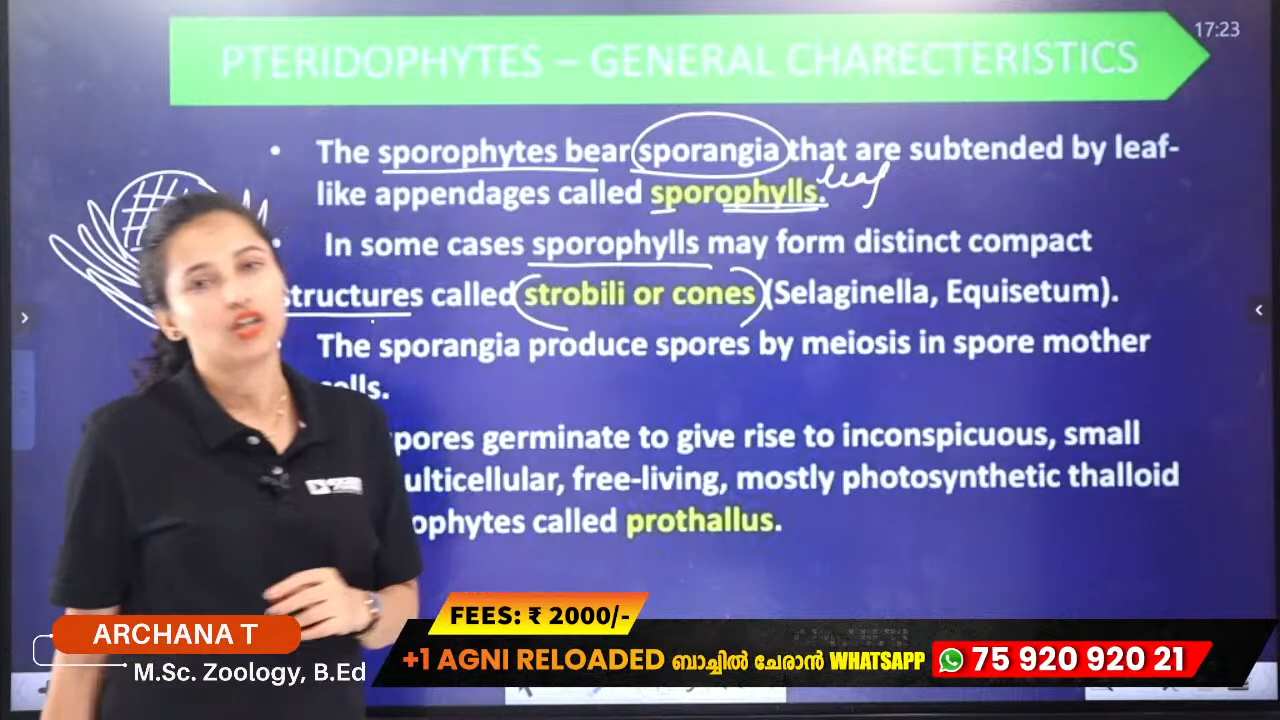 PTERIDOPHYTES – GENERAL CHARECTERISTICS
17:23
• The sporophytes bear sporangia that are subtended by leaf-
like appendages called sporophylls. leaf
• In some cases sporophylls may form distinct compact
structures called strobili or cones (Selaginella, Equisetum).
The sporangia produce spores by meiosis in spore mother
cells.
spores germinate to give rise to inconspicuous, small
ulticellular, free-living, mostly photosynthetic thalloid
ophytes called prothallus.
FEES: ₹ 2000/-
ARCHANA T
M.Sc. Zoology, B.Ed
+1 AGNI RELOADED ബാച്ചിൽ ചേരാൻ WHATSAPP 75 920 920 21